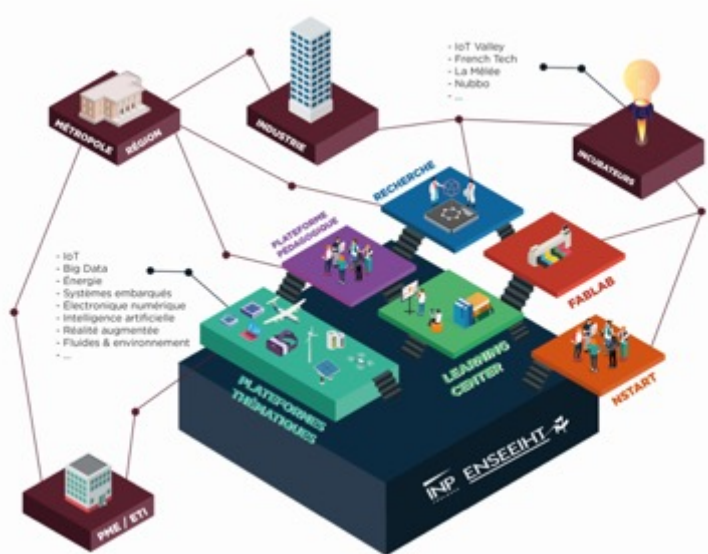 - IoT Valley
- French Tech
- La Mêlée
- Nubbo
- ...
MÉTROPOLE
RÉGION
INDUSTRIE
INCUBATEURS
RECHERCHE
PLATEFORME
PÉDAGOGIQUE
FABLAB
- IoT
- Big Data
- Énergie
- Systèmes embarqués
- Électronique numérique
- Intelligence artificielle
- Réalité augmentée
- Fluides & environnement
- ...
LEARNING
CENTER
NSTART
PLATEFORMES
THÉMATIQUES
INP ENSEEIHT
PME / ETI